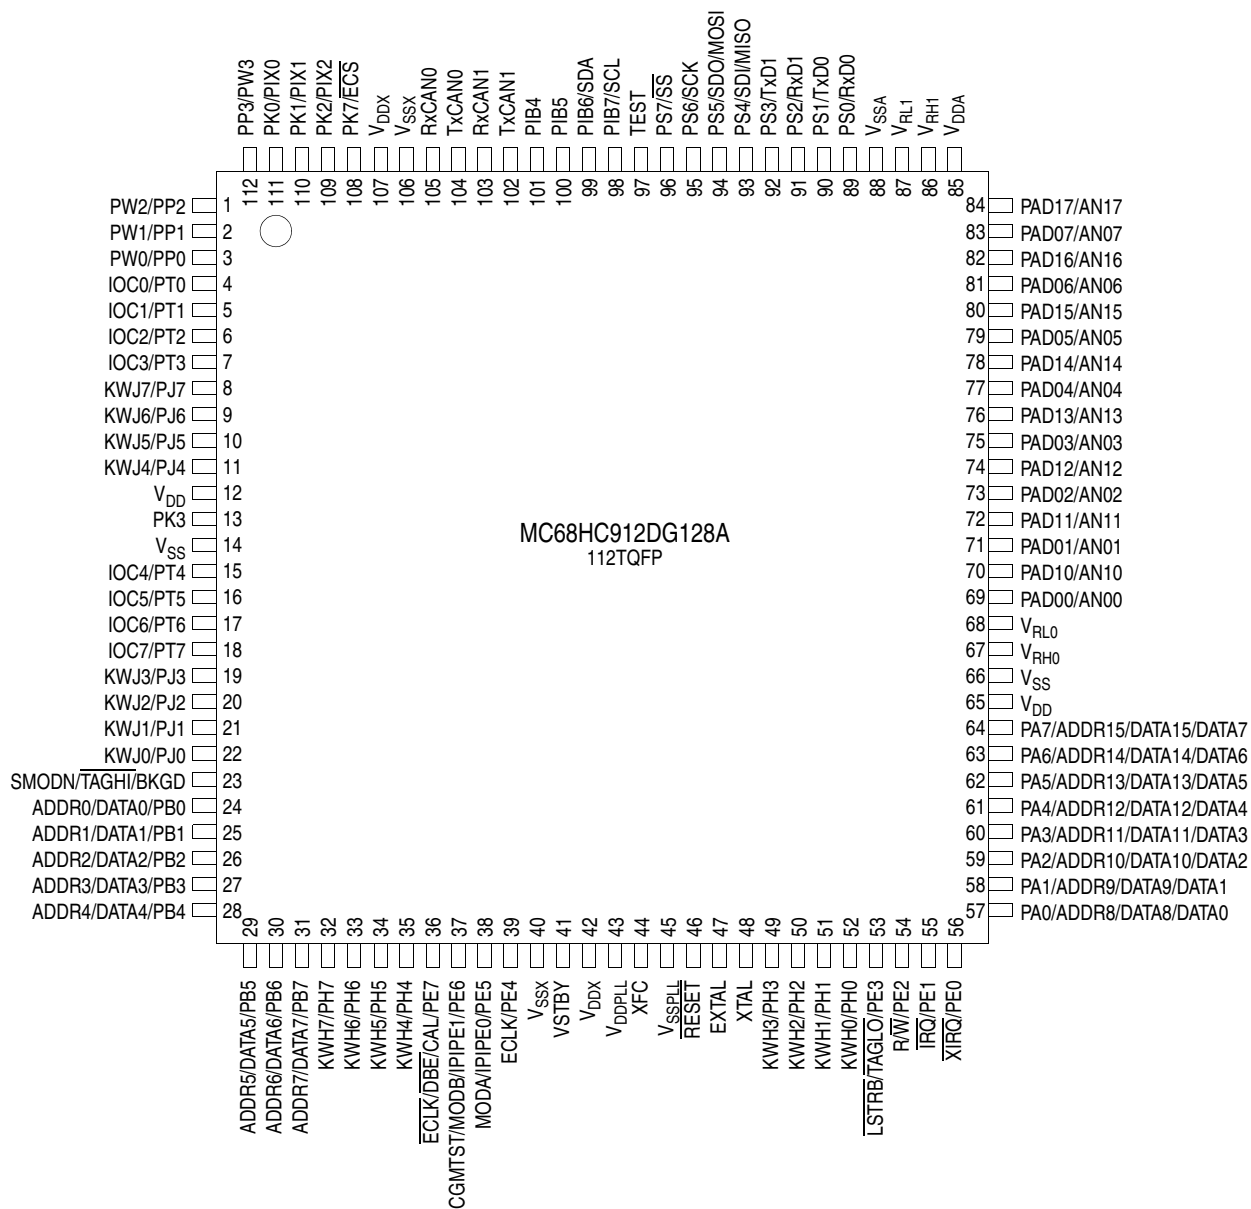 PP3/PW3
PK0/PIX0
PK1/PIX1
PK2/PIX2
PK7/ECS
VDDX
VSSX
RxCAN0
TxCAN0
RxCAN1
TxCAN1
PIB4
PIB5
PIB6/SDA
PIB7/SCL
TEST
PS7/SS
PS6/SCK
PS5/SDO/MOSI
PS4/SDI/MISO
PS3/TxD1
PS2/RxD1
PS1/TxD0
PS0/RxD0
VSSA
VRL1
VRH1
VDDA
112
111
110
109
108
107
106
105
104
103
102
101
100
99
98
97
96
95
94
93
92
91
90
89
88
87
86
85
PW2/PP2 1
PW1/PP1 2
PW0/PP0 3
IOC0/PT0 4
IOC1/PT1 5
IOC2/PT2 6
IOC3/PT3 7
KWJ7/PJ7 8
KWJ6/PJ6 9
KWJ5/PJ5 10
KWJ4/PJ4 11
VDD 12
PK3 13
VSS 14
IOC4/PT4 15
IOC5/PT5 16
IOC6/PT6 17
IOC7/PT7 18
KWJ3/PJ3 19
KWJ2/PJ2 20
KWJ1/PJ1 21
KWJ0/PJ0 22
SMODN/TAGHI/BKGD 23
ADDR0/DATA0/PB0 24
ADDR1/DATA1/PB1 25
ADDR2/DATA2/PB2 26
ADDR3/DATA3/PB3 27
ADDR4/DATA4/PB4 28
MC68HC912DG128A
112TQFP
84 PAD17/AN17
83 PAD07/AN07
82 PAD16/AN16
81 PAD06/AN06
80 PAD15/AN15
79 PAD05/AN05
78 PAD14/AN14
77 PAD04/AN04
76 PAD13/AN13
75 PAD03/AN03
74 PAD12/AN12
73 PAD02/AN02
72 PAD11/AN11
71 PAD01/AN01
70 PAD10/AN10
69 PAD00/AN00
68 VRL0
67 VRH0
66 VSS
65 VDD
64 PA7/ADDR15/DATA15/DATA7
63 PA6/ADDR14/DATA14/DATA6
62 PA5/ADDR13/DATA13/DATA5
61 PA4/ADDR12/DATA12/DATA4
60 PA3/ADDR11/DATA11/DATA3
59 PA2/ADDR10/DATA10/DATA2
58 PA1/ADDR9/DATA9/DATA1
57 PA0/ADDR8/DATA8/DATA0
29
30
31
32
33
34
35
36
37
38
39
40
41
42
43
44
45
46
47
48
49
50
51
52
53
54
55
56
ADDR5/DATA5/PB5
ADDR6/DATA6/PB6
ADDR7/DATA7/PB7
KWH7/PH7
KWH6/PH6
KWH5/PH5
KWH4/PH4
ECLK/DBE/CAL/PE7
CGMTST/MODB/IPIPE1/PE6
MODA/IPIPE0/PE5
ECLK/PE4
VSSX
VSTBY
VDDX
VDDPLL
XFC
VSSPLL
RESET
EXTAL
XTAL
KWH3/PH3
KWH2/PH2
KWH1/PH1
KWH0/PH0
LSTRB/TAGLO/PE3
R/W/PE2
IRQ/PE1
XIRQ/PE0